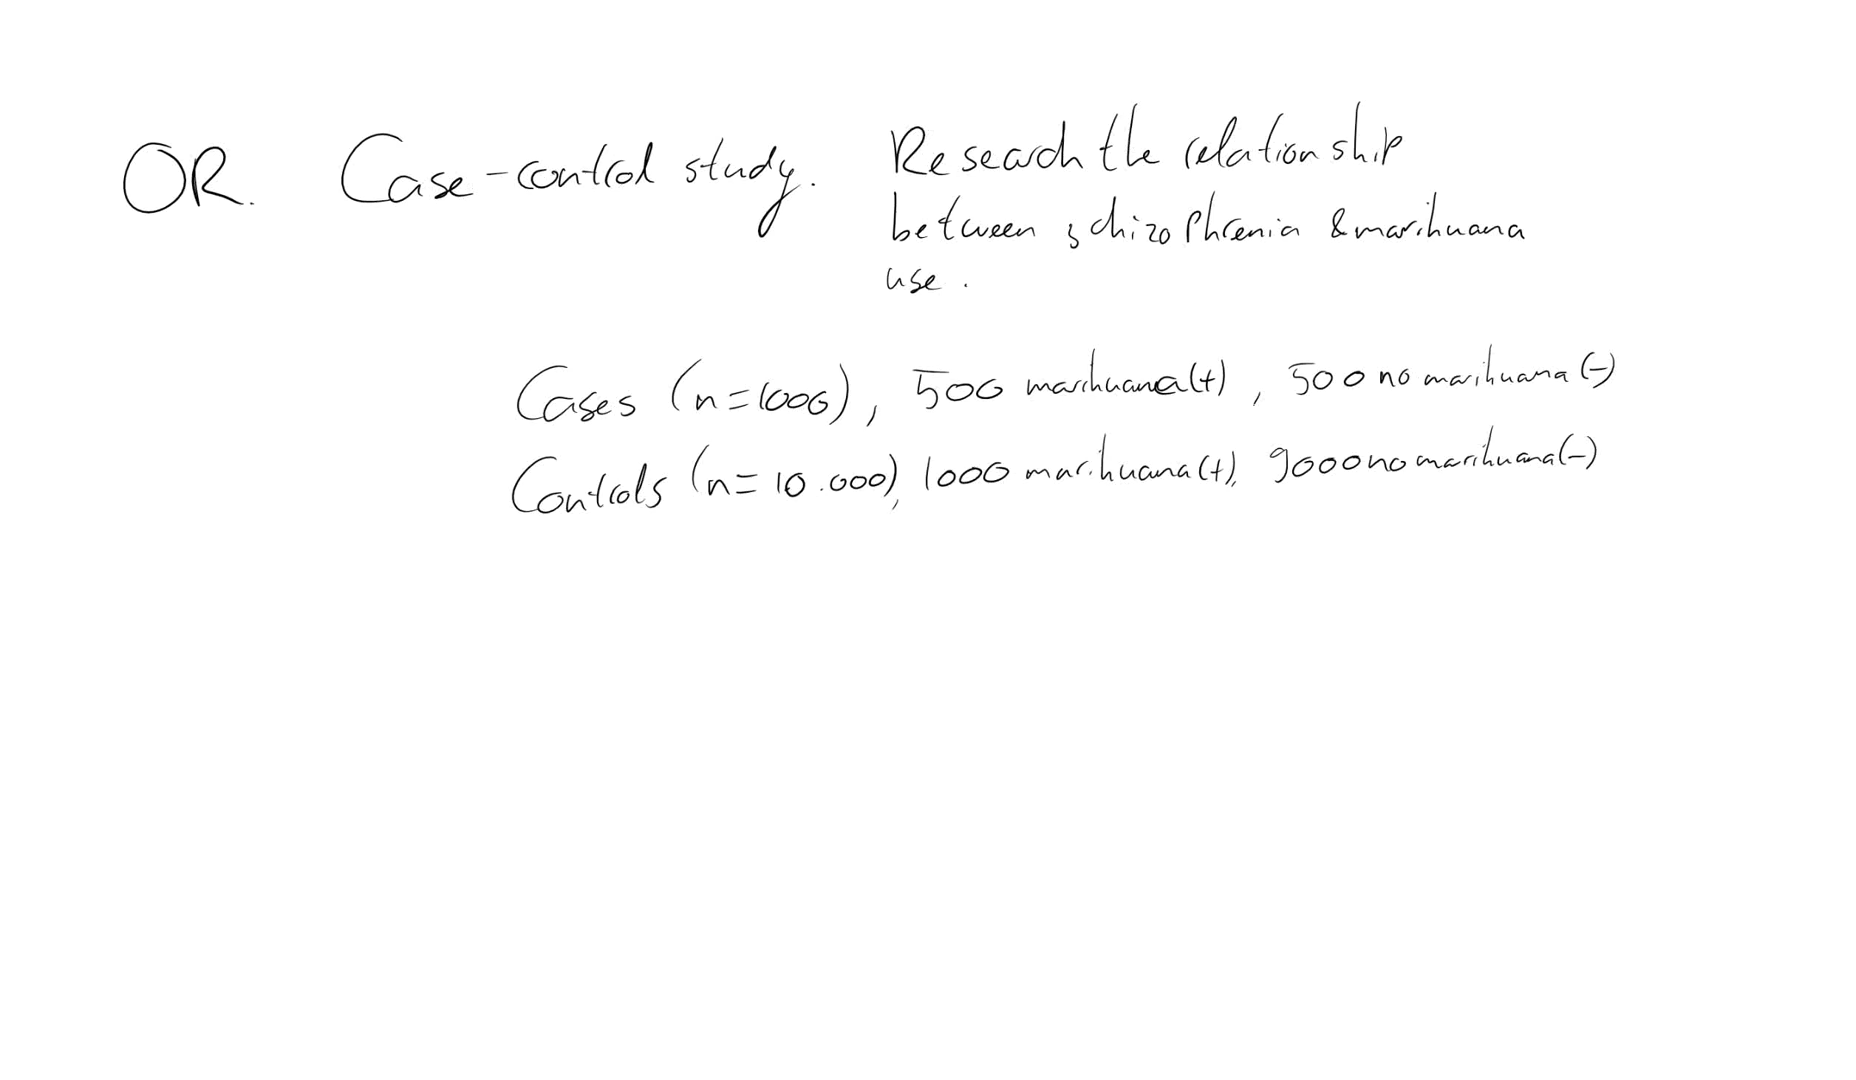 OR. Case-control study. Research the relationship
between schizophrenia & marihuana
use.
Cases (n=1000), 500 marihuana(+), 500 no marihuana(-)
Controls (n=10.000), 1000 marihuana(+), 9000 no marihuana(-)